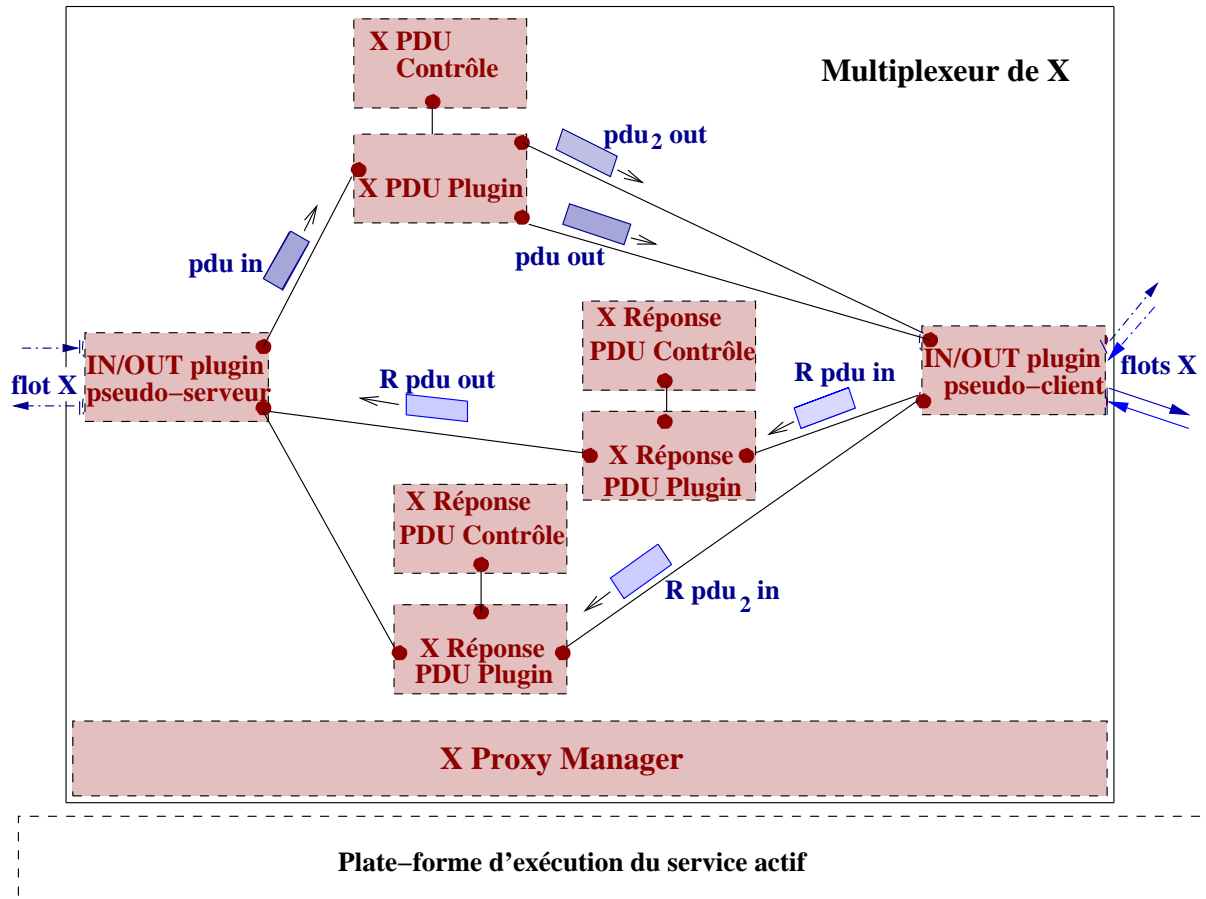 X PDU
Contrôle
Multiplexeur de X
pdu₂ out
X PDU Plugin
pdu in
pdu out
X Réponse
PDU Contrôle
IN/OUT plugin
pseudo−serveur
flot X
R pdu out
R pdu in
IN/OUT plugin
pseudo−client
flots X
X Réponse
PDU Plugin
X Réponse
PDU Contrôle
R pdu₂ in
X Réponse
PDU Plugin
X Proxy Manager
Plate−forme d'exécution du service actif